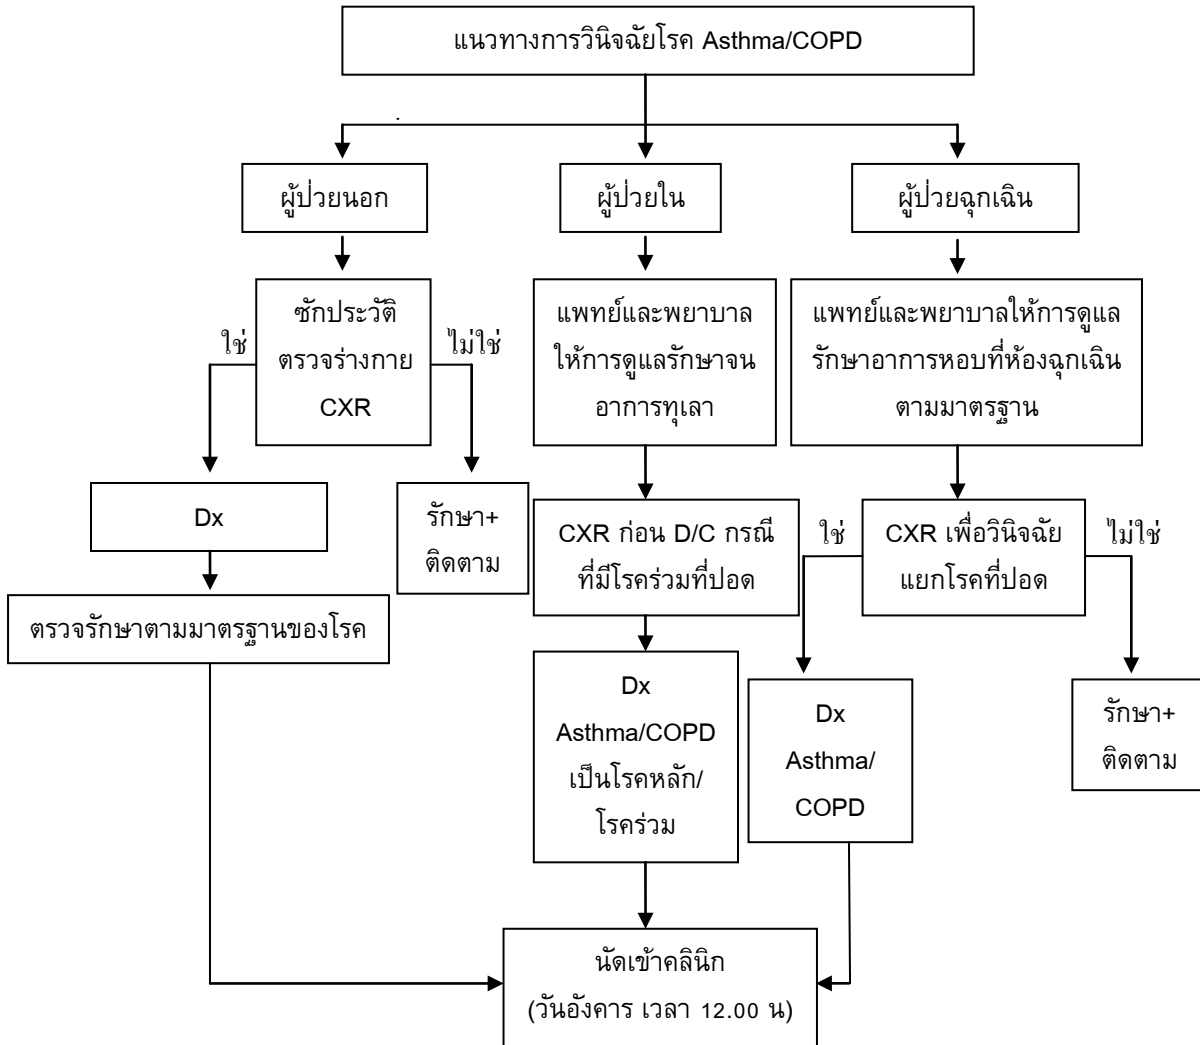 แนวทางการวินิจฉัยโรค Asthma/COPD
ผู้ป่วยนอก
ผู้ป่วยใน
ผู้ป่วยฉุกเฉิน
ซักประวัติ
ตรวจร่างกาย
CXR
ใช่
ไม่ใช่
แพทย์และพยาบาล
ให้การดูแลรักษาจน
อาการทุเลา
แพทย์และพยาบาลให้การดูแล
รักษาอาการหอบที่ห้องฉุกเฉิน
ตามมาตรฐาน
Dx
รักษา+
ติดตาม
CXR ก่อน D/C กรณี
ที่มีโรคร่วมที่ปอด
ใช่
CXR เพื่อวินิจฉัย
แยกโรคที่ปอด
ไม่ใช่
ตรวจรักษาตามมาตรฐานของโรค
Dx
Asthma/COPD
เป็นโรคหลัก/
โรคร่วม
Dx
Asthma/
COPD
รักษา+
ติดตาม
นัดเข้าคลินิก
(วันอังคาร เวลา 12.00 น)